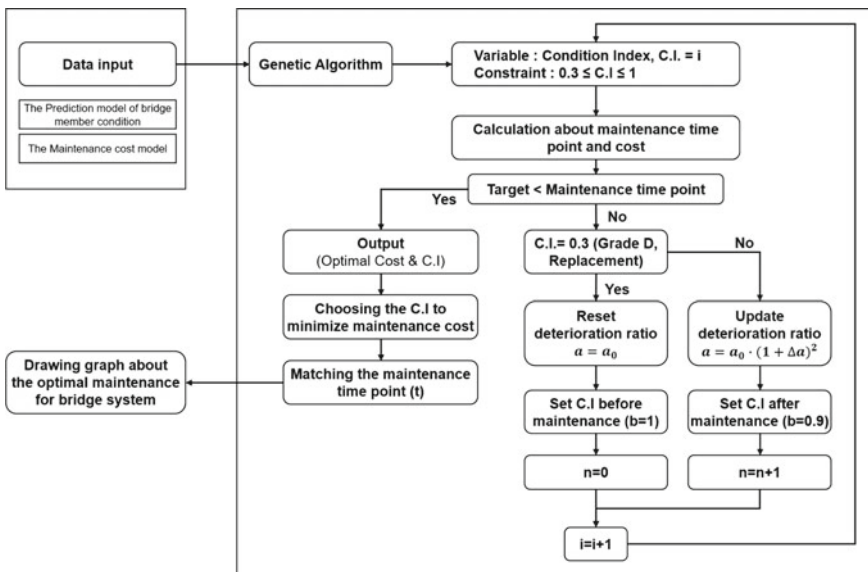 Data input
The Prediction model of bridge
member condition
The Maintenance cost model
Genetic Algorithm
Variable : Condition Index, C.I. = i
Constraint : 0.3 ≤ C.I ≤ 1
Calculation about maintenance time
point and cost
Target < Maintenance time point
Yes
No
Output
(Optimal Cost & C.I)
Choosing the C.I to
minimize maintenance cost
Matching the maintenance
time point (t)
Drawing graph about
the optimal maintenance
for bridge system
C.I.= 0.3 (Grade D,
Replacement)
No
Yes
Reset
deterioration ratio
a = a₀
Update
deterioration ratio
a = a₀ · (1 + Δa)²
Set C.I before
maintenance (b=1)
Set C.I after
maintenance (b=0.9)
n=0
n=n+1
i=i+1